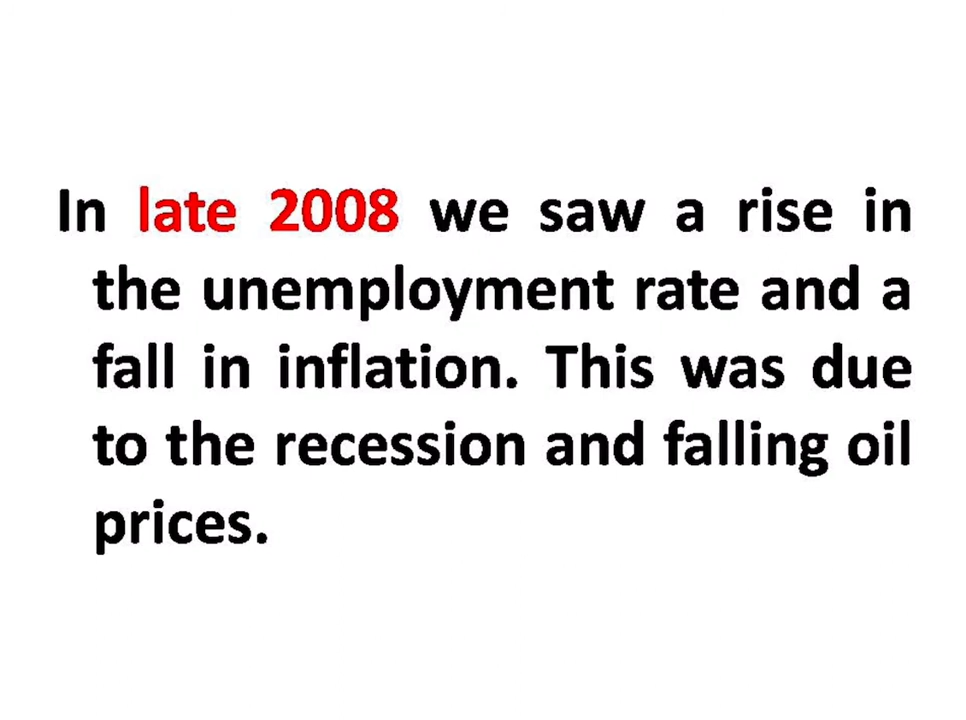 In late 2008 we saw a rise in
the unemployment rate and a
fall in inflation. This was due
to the recession and falling oil
prices.